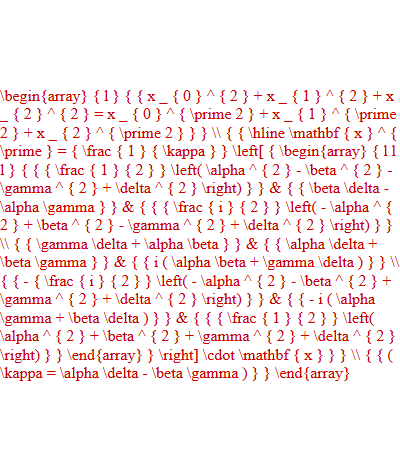 \begin{array} { l } { { x _ { 0 } ^ { 2 } + x _ { 1 } ^ { 2 } + x
_ { 2 } ^ { 2 } = x _ { 0 } ^ { \prime 2 } + x _ { 1 } ^ { \prime
2 } + x _ { 2 } ^ { \prime 2 } } } \\ { { \hline \mathbf { x } ^ {
\prime } = { \frac { 1 } { \kappa } } \left[ { \begin{array} { l l
l } { { { \frac { 1 } { 2 } } \left( \alpha ^ { 2 } - \beta ^ { 2 } -
\gamma ^ { 2 } + \delta ^ { 2 } \right) } } & { { \beta \delta -
\alpha \gamma } } & { { { \frac { i } { 2 } } \left( - \alpha ^ {
2 } + \beta ^ { 2 } - \gamma ^ { 2 } + \delta ^ { 2 } \right) } }
\\ { { \gamma \delta + \alpha \beta } } & { { \alpha \delta +
\beta \gamma } } & { { i ( \alpha \beta + \gamma \delta ) } } \\
{ { - { \frac { i } { 2 } } \left( - \alpha ^ { 2 } - \beta ^ { 2 } +
\gamma ^ { 2 } + \delta ^ { 2 } \right) } } & { { - i ( \alpha
\gamma + \beta \delta ) } } & { { { \frac { 1 } { 2 } } \left(
\alpha ^ { 2 } + \beta ^ { 2 } + \gamma ^ { 2 } + \delta ^ { 2 }
\right) } } \end{array} } \right] \cdot \mathbf { x } } } \\ { { (
\kappa = \alpha \delta - \beta \gamma ) } } \end{array}